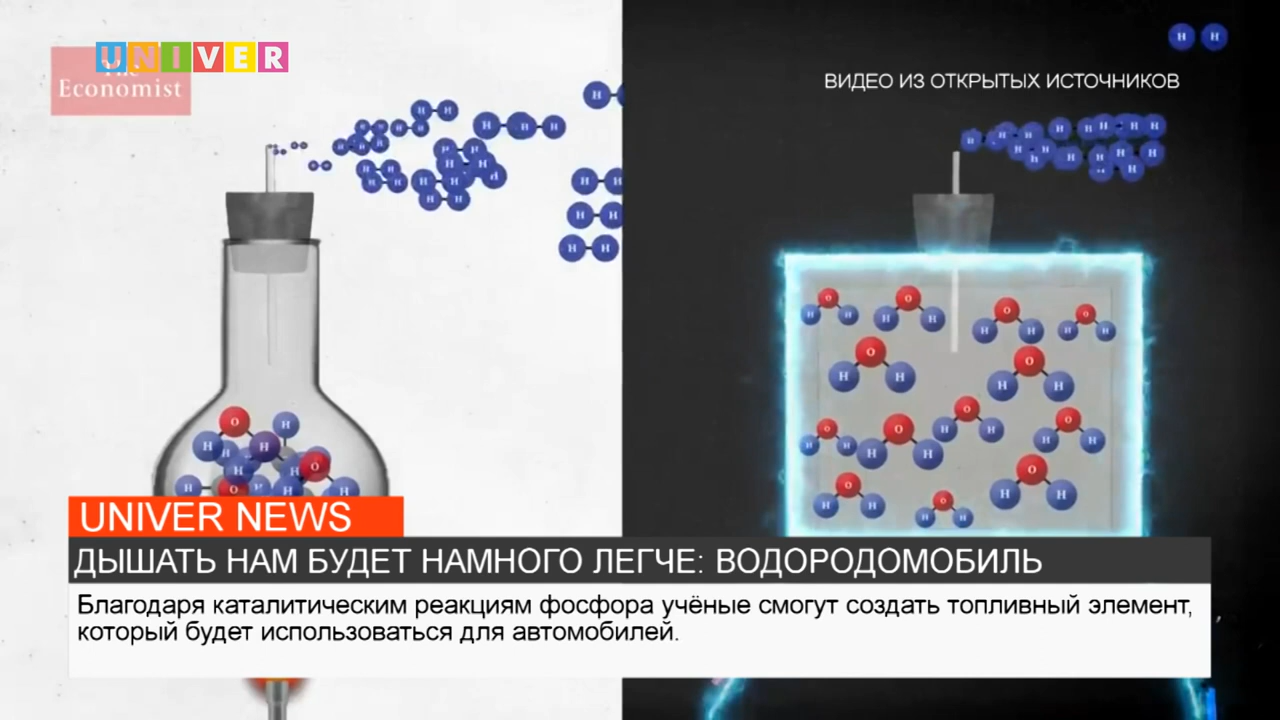 UNIVER
The
Economist
ВИДЕО ИЗ ОТКРЫТЫХ ИСТОЧНИКОВ
UNIVER NEWS
ДЫШАТЬ НАМ БУДЕТ НАМНОГО ЛЕГЧЕ: ВОДОРОДОМОБИЛЬ
Благодаря каталитическим реакциям фосфора учёные смогут создать топливный элемент,
который будет использоваться для автомобилей.